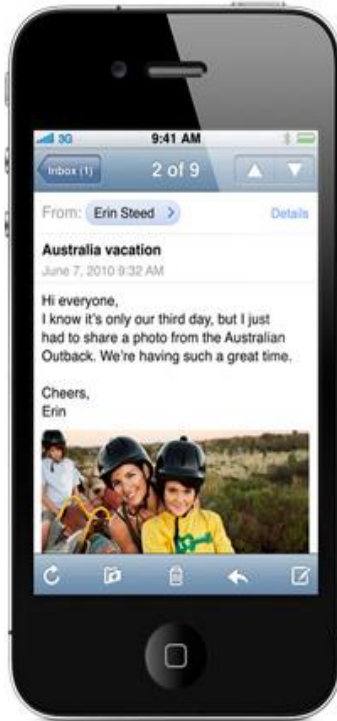 3G 9:41 AM
Inbox (1) 2 of 9
From: Erin Steed Details
Australia vacation
June 7, 2010 9:32 AM
Hi everyone,
I know it's only our third day, but I just
had to share a photo from the Australian
Outback. We're having such a great time.
Cheers,
Erin